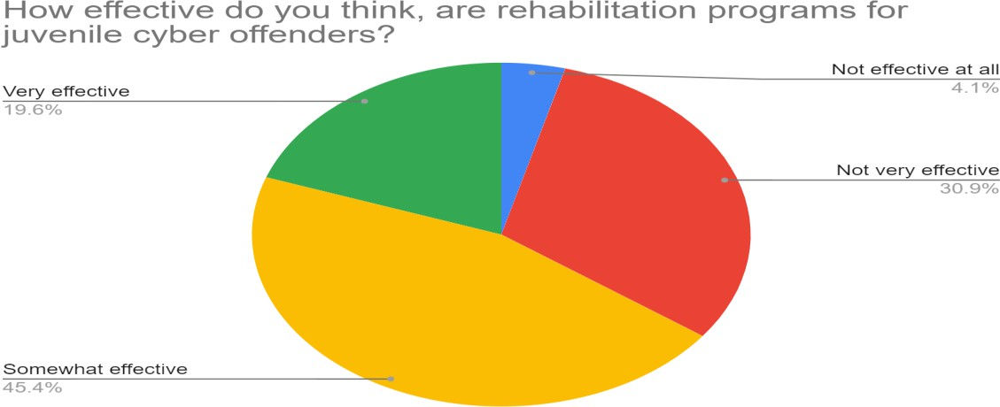 How effective do you think, are rehabilitation programs for
juvenile cyber offenders?
Not effective at all
4.1%
Very effective
19.6%
Not very effective
30.9%
Somewhat effective
45.4%